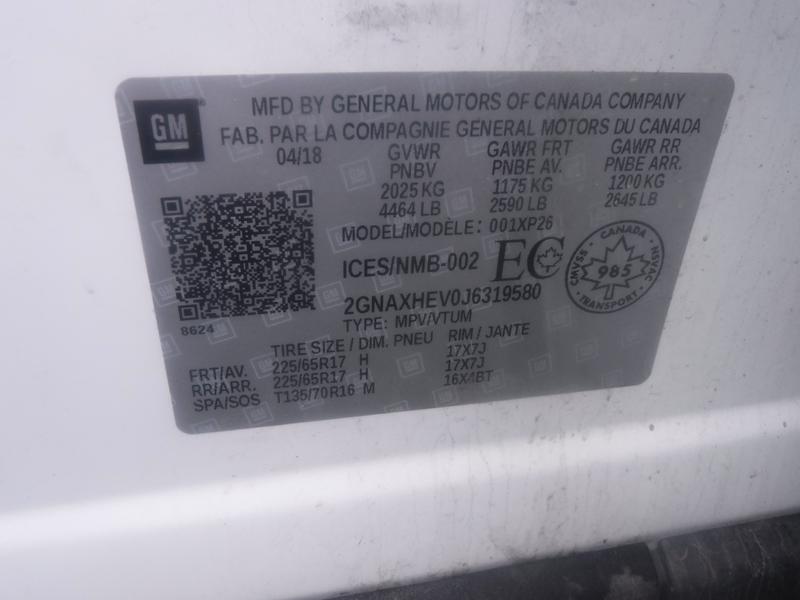 GM
MFD BY GENERAL MOTORS OF CANADA COMPANY
FAB. PAR LA COMPAGNIE GENERAL MOTORS DU CANADA
04/18 GVWR GAWR FRT GAWR RR
PNBV PNBE AV. PNBE ARR.
2025 KG 1175 KG 1200 KG
4464 LB 2590 LB 2645 LB
MODEL/MODÈLE: 001XP26
ICES/NMB-002 EC
CANADA
CMVSS 985 NSVAC
TRANSPORT
2GNAXHEV0J6319580
8624
TYPE: MPV/VTUM
TIRE SIZE / DIM. PNEU RIM / JANTE
FRT/AV. 225/65R17 H 17X7J
RR/ARR. 225/65R17 H 17X7J
SPA/SOS T135/70R16 M 16X4BT